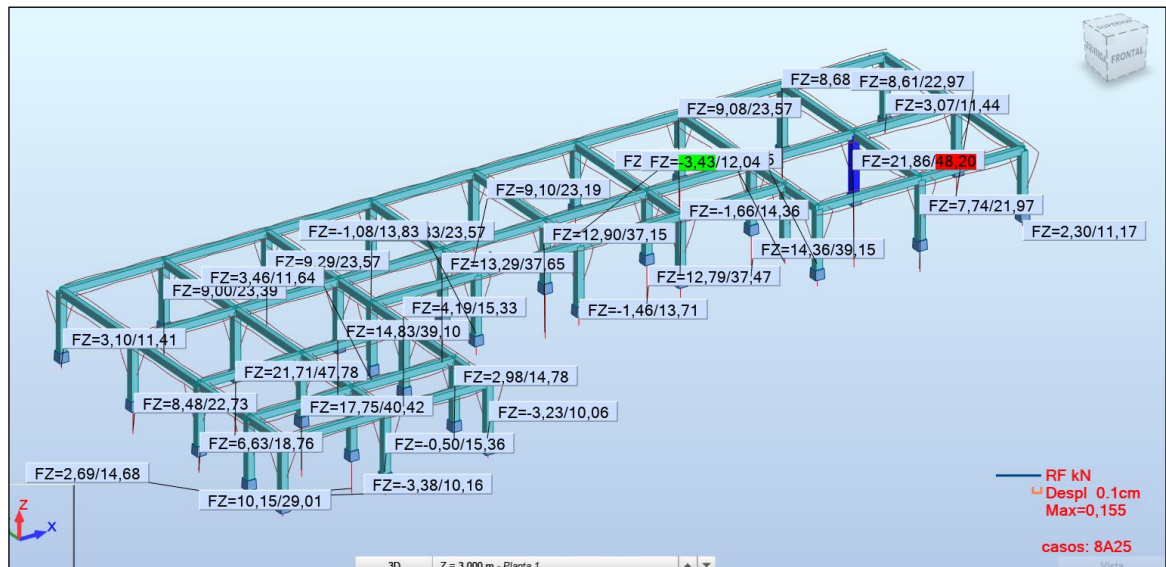 SUPERIOR
FRONTAL
FZ=8,68
FZ=8,61/22,97
FZ=9,08/23,57
FZ=3,07/11,44
FZ=-3,43/12,04
FZ=21,86/48,20
FZ=9,10/23,19
FZ=-1,66/14,36
FZ=7,74/21,97
FZ=-1,08/13,83
33/23,57
FZ=12,90/37,15
FZ=2,30/11,17
FZ=14,36/39,15
FZ=9,29/23,57
FZ=13,29/37,65
FZ=3,46/11,64
FZ=12,79/37,47
FZ=9,00/23,39
FZ=4,19/15,33
FZ=-1,46/13,71
FZ=3,10/11,41
FZ=14,83/39,10
FZ=21,71/47,78
FZ=2,98/14,78
FZ=8,48/22,73
FZ=17,75/40,42
FZ=-3,23/10,06
FZ=6,63/18,76
FZ=-0,50/15,36
FZ=2,69/14,68
FZ=-3,38/10,16
FZ=10,15/29,01
RF kN
Despl 0.1cm
Max=0,155
casos: 8A25
Z
X
3D
Z = 3,000 m - Planta 1
Vista